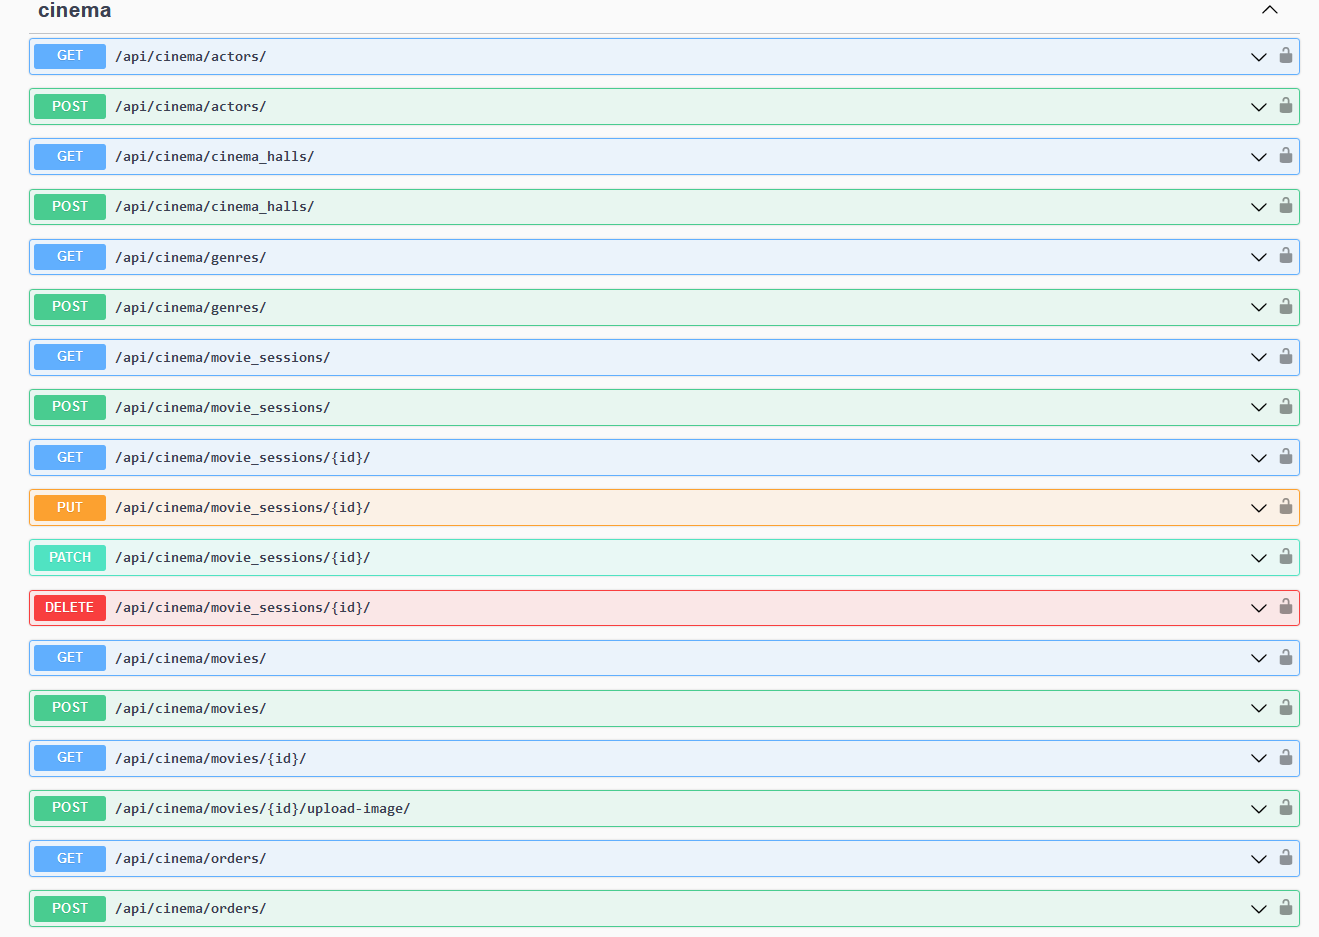 cinema
GET /api/cinema/actors/
POST /api/cinema/actors/
GET /api/cinema/cinema_halls/
POST /api/cinema/cinema_halls/
GET /api/cinema/genres/
POST /api/cinema/genres/
GET /api/cinema/movie_sessions/
POST /api/cinema/movie_sessions/
GET /api/cinema/movie_sessions/{id}/
PUT /api/cinema/movie_sessions/{id}/
PATCH /api/cinema/movie_sessions/{id}/
DELETE /api/cinema/movie_sessions/{id}/
GET /api/cinema/movies/
POST /api/cinema/movies/
GET /api/cinema/movies/{id}/
POST /api/cinema/movies/{id}/upload-image/
GET /api/cinema/orders/
POST /api/cinema/orders/